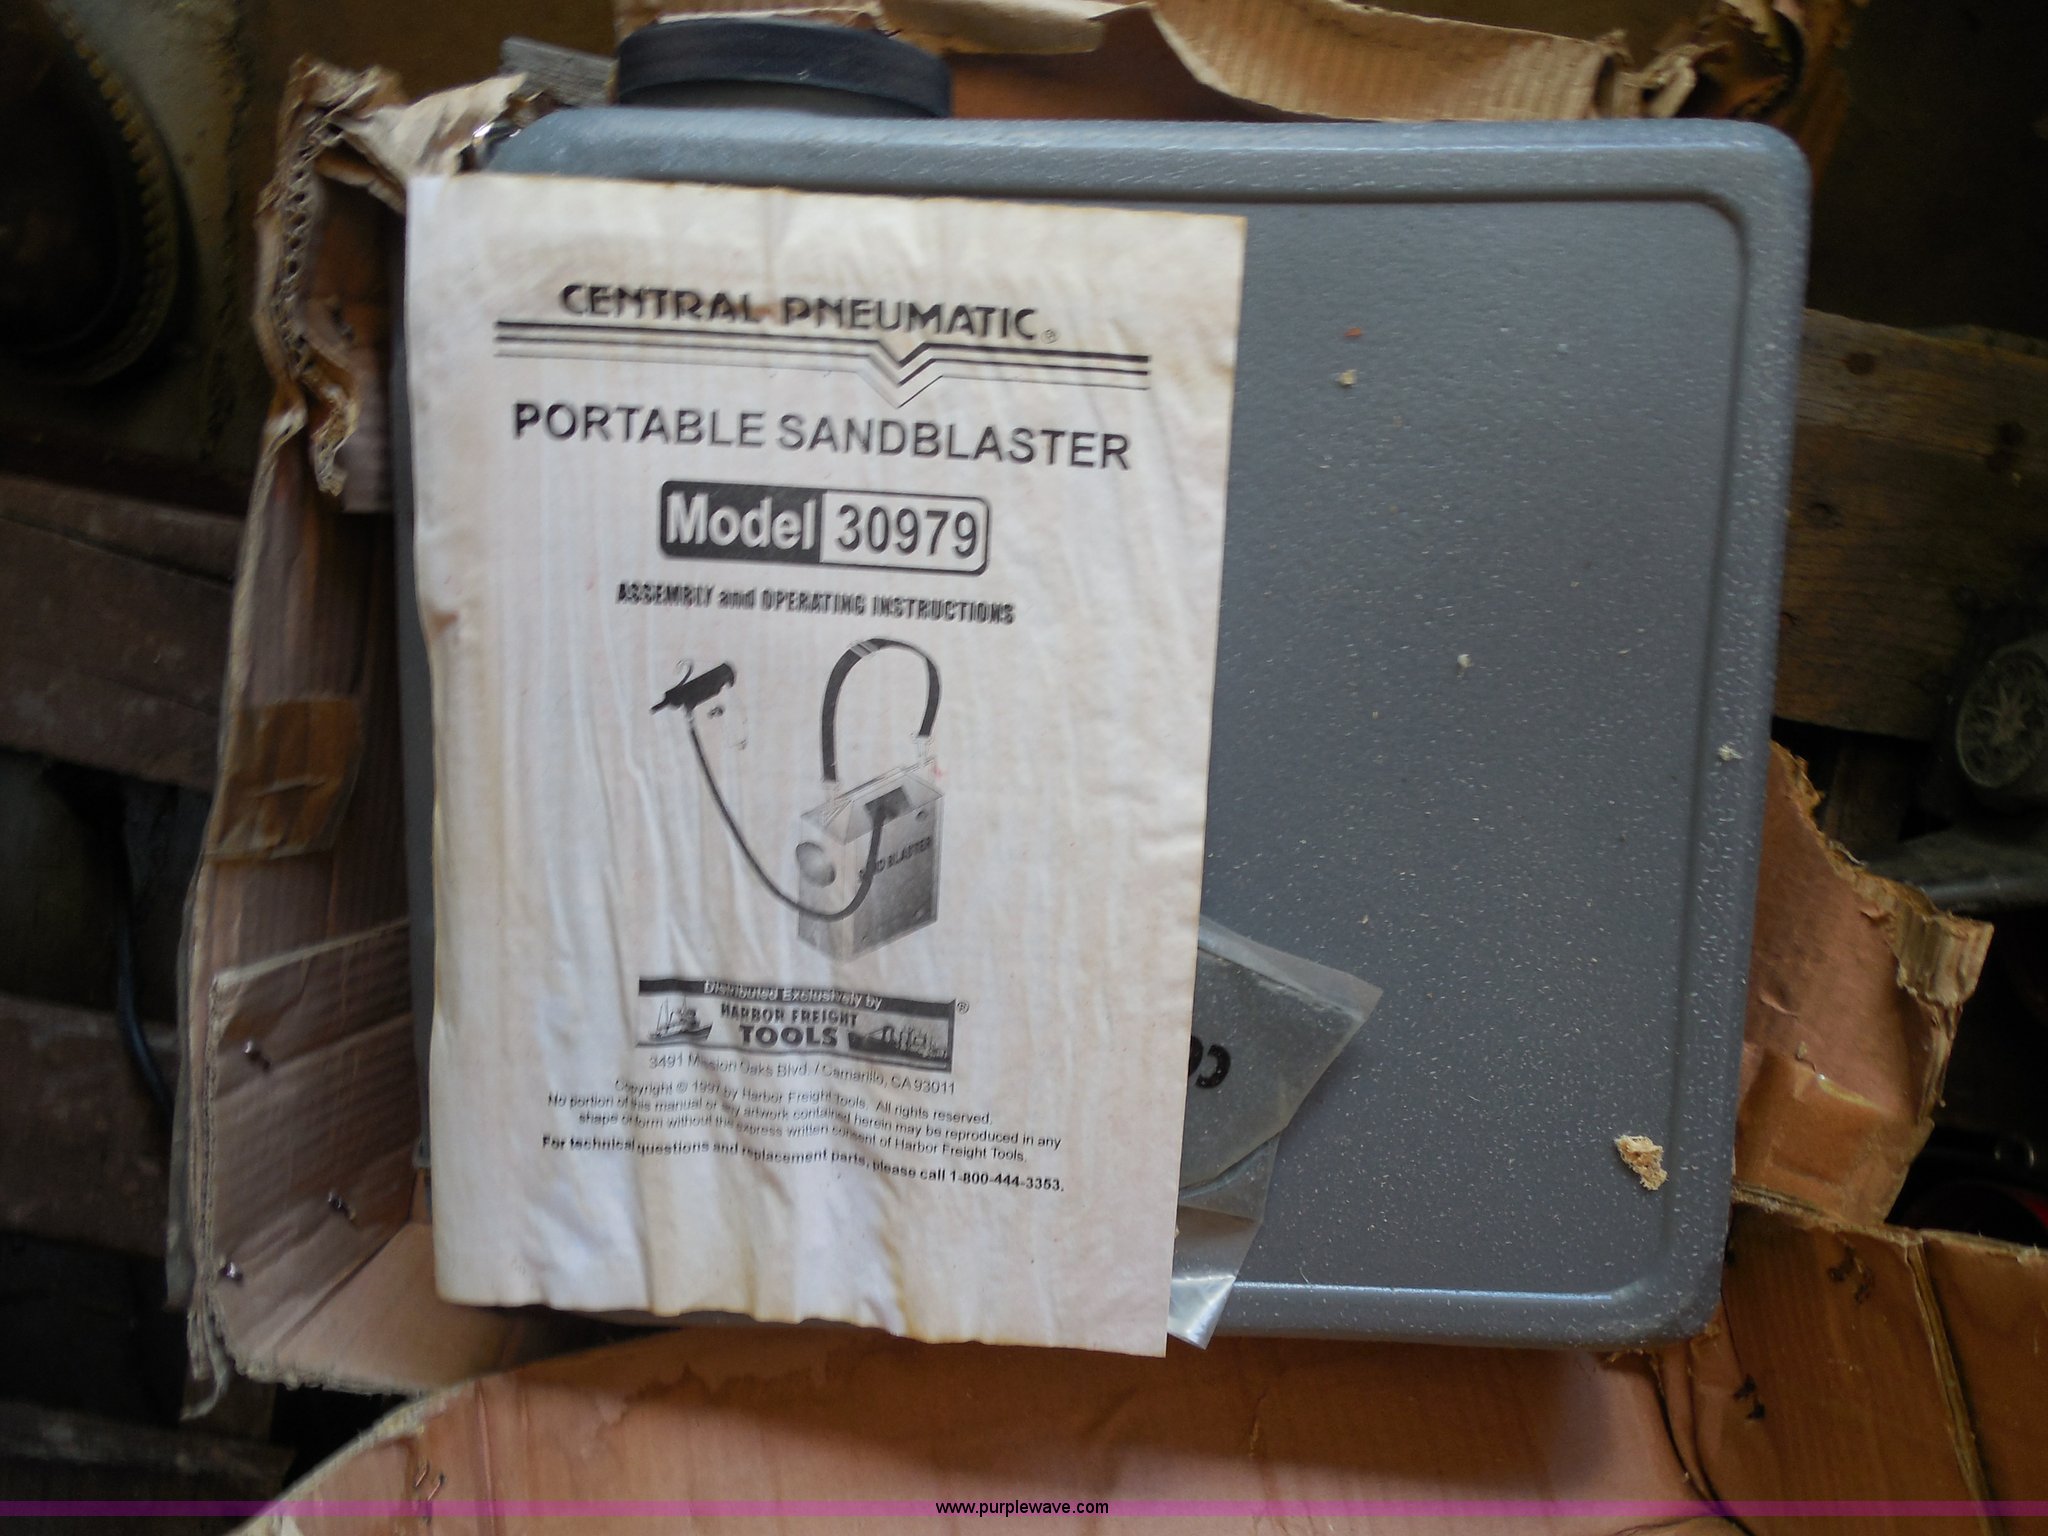 CENTRAL PNEUMATIC®
PORTABLE SANDBLASTER
Model 30979
ASSEMBLY and OPERATING INSTRUCTIONS
BLASTER
Distributed Exclusively by
HARBOR FREIGHT ®
TOOLS
3491 Mission Oaks Blvd. / Camarillo, CA 93011
Copyright © 1997 by Harbor Freight Tools. All rights reserved.
No portion of this manual or any artwork contained herein may be reproduced in any
shape or form without the express written consent of Harbor Freight Tools.
For technical questions and replacement parts, please call 1-800-444-3353.
www.purplewave.com